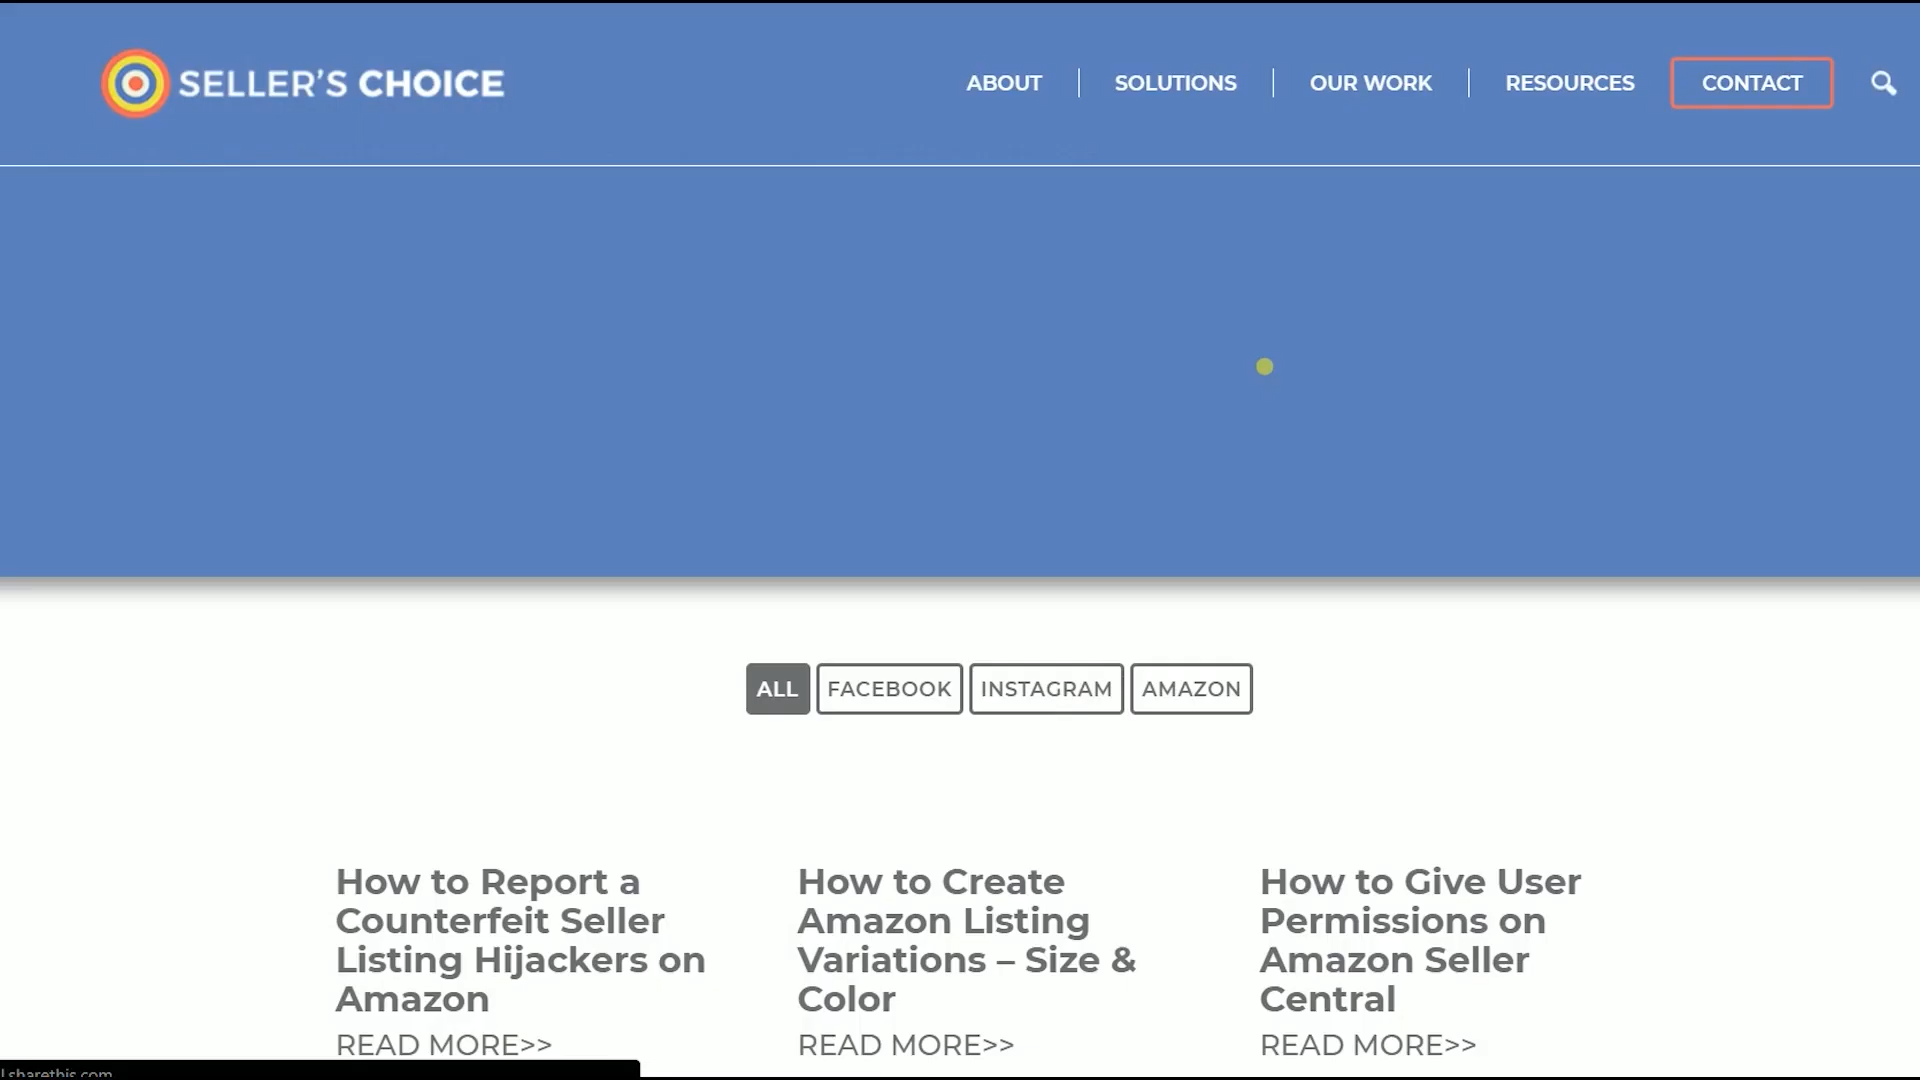 SELLER'S CHOICE
ABOUT
SOLUTIONS
OUR WORK
RESOURCES
CONTACT
ALL
FACEBOOK
INSTAGRAM
AMAZON
How to Report a
Counterfeit Seller
Listing Hijackers on
Amazon
READ MORE>>
How to Create
Amazon Listing
Variations – Size &
Color
READ MORE>>
How to Give User
Permissions on
Amazon Seller
Central
READ MORE>>
l.sharethis.com